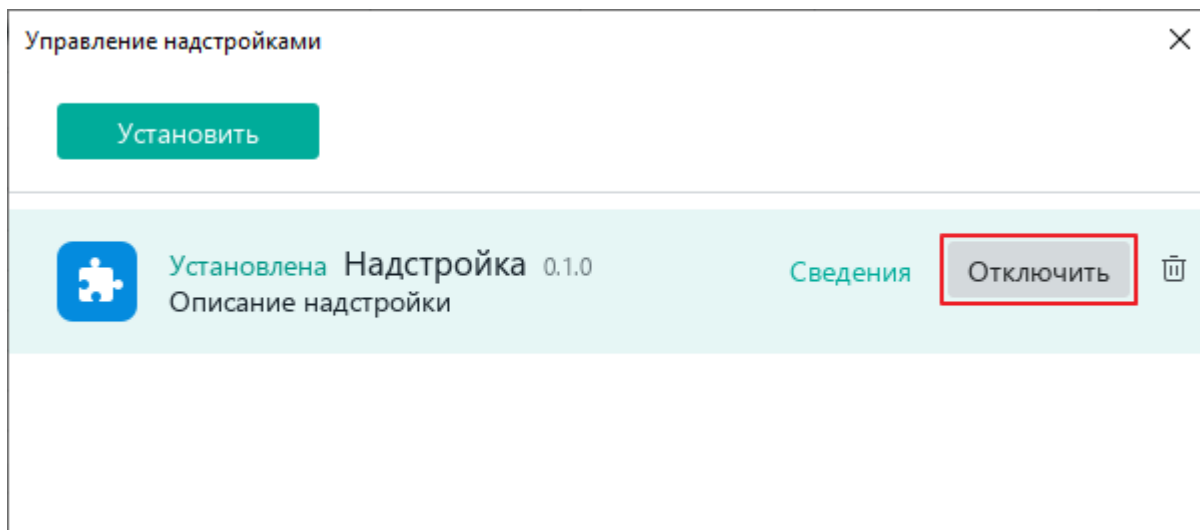 Управление надстройками
Установить
Установлена Надстройка 0.1.0 Сведения Отключить
Описание надстройки